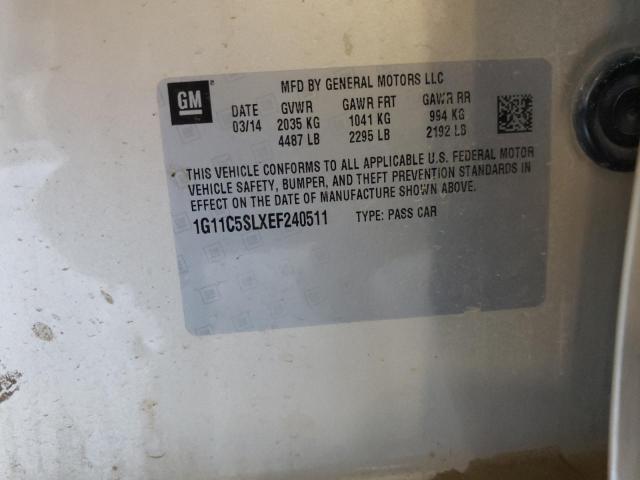 GM
MFD BY GENERAL MOTORS LLC
DATE GVWR GAWR FRT GAWR RR
03/14 2035 KG 1041 KG 994 KG
4487 LB 2295 LB 2192 LB
THIS VEHICLE CONFORMS TO ALL APPLICABLE U.S. FEDERAL MOTOR
VEHICLE SAFETY, BUMPER, AND THEFT PREVENTION STANDARDS IN
EFFECT ON THE DATE OF MANUFACTURE SHOWN ABOVE.
1G11C5SLXEF240511 TYPE: PASS CAR